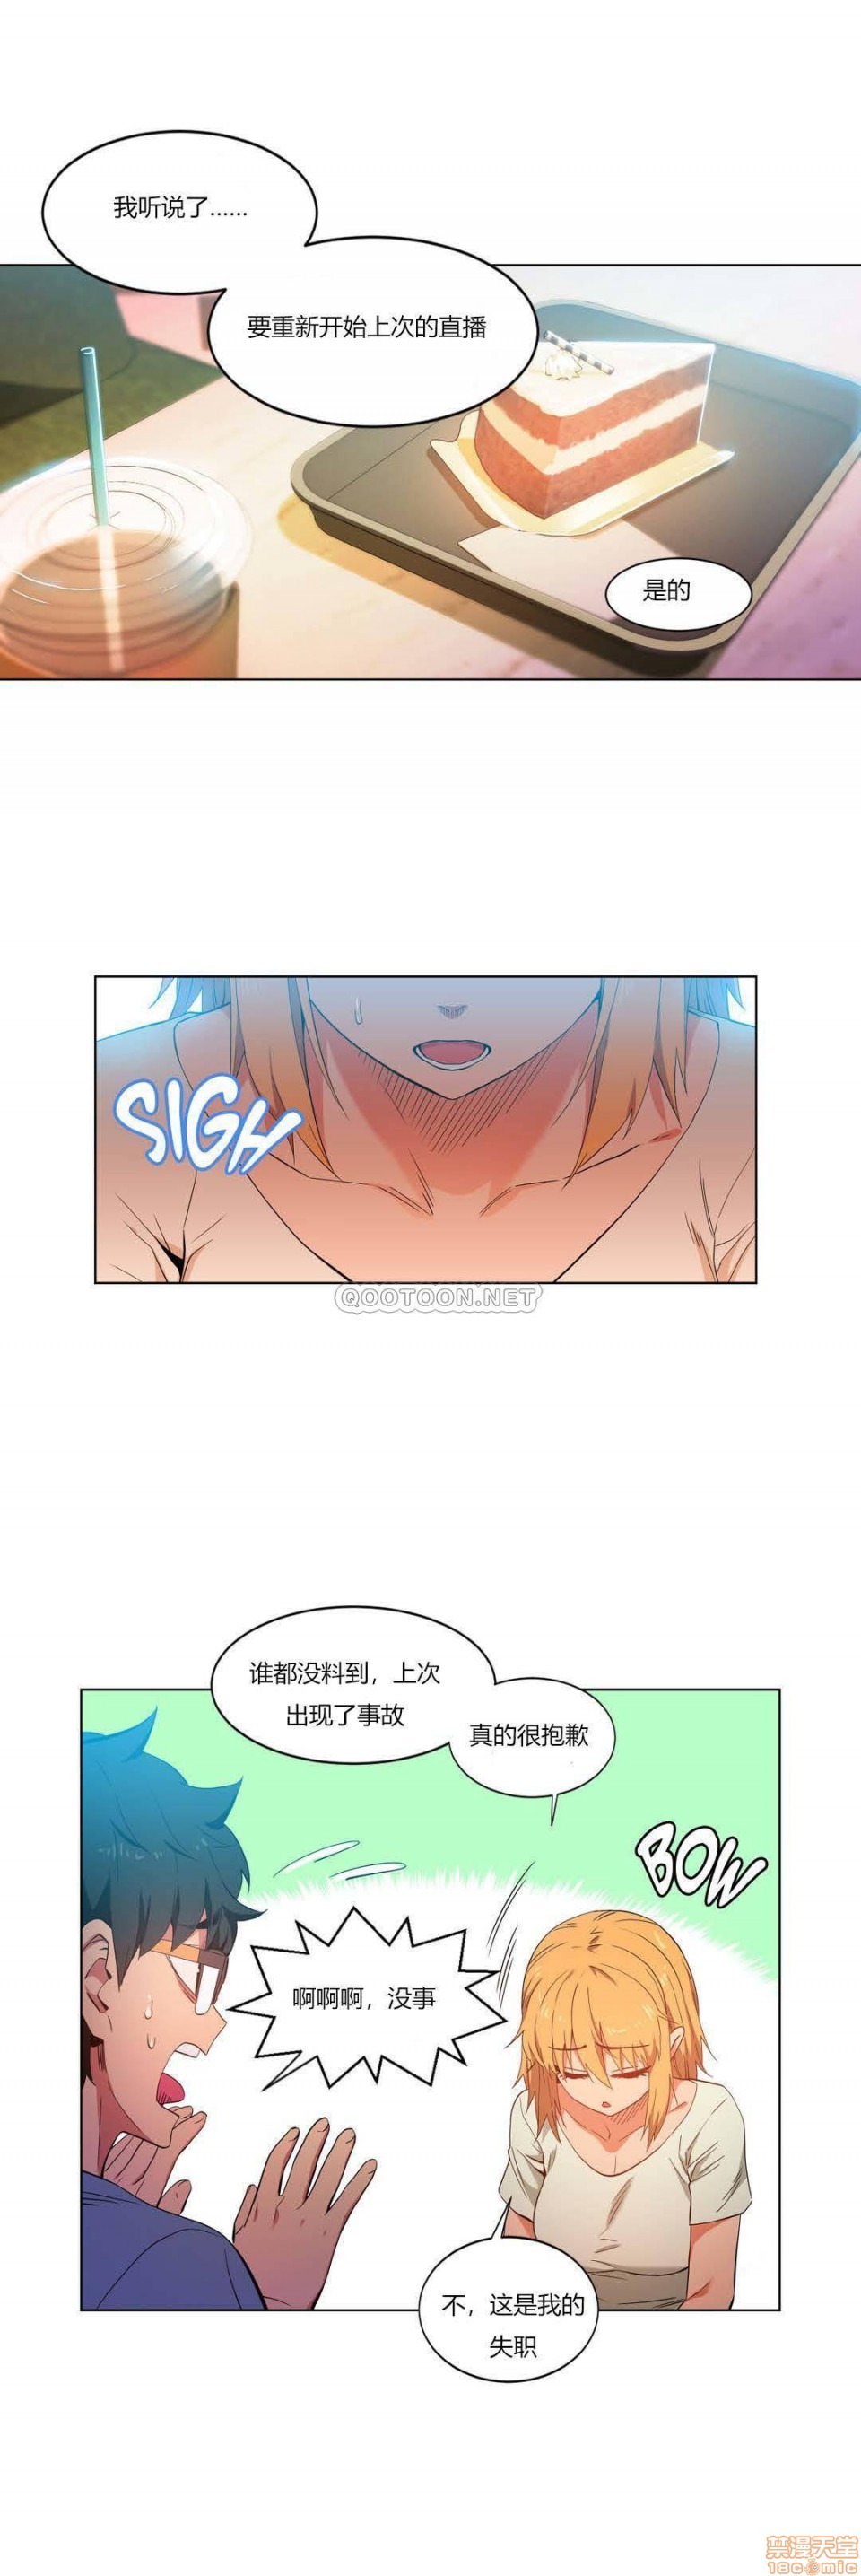 我听说了……
要重新开始上次的直播
是的
SIGH
QOOTOON.NET
谁都没料到，上次
出现了事故
真的很抱歉
BOW
啊啊啊，没事
不，这是我的
失职
禁漫天堂
18comic